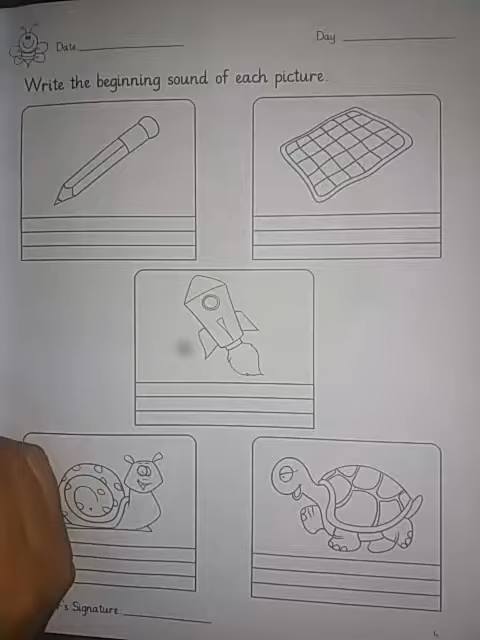 Date
Day
Write the beginning sound of each picture.
's Signature